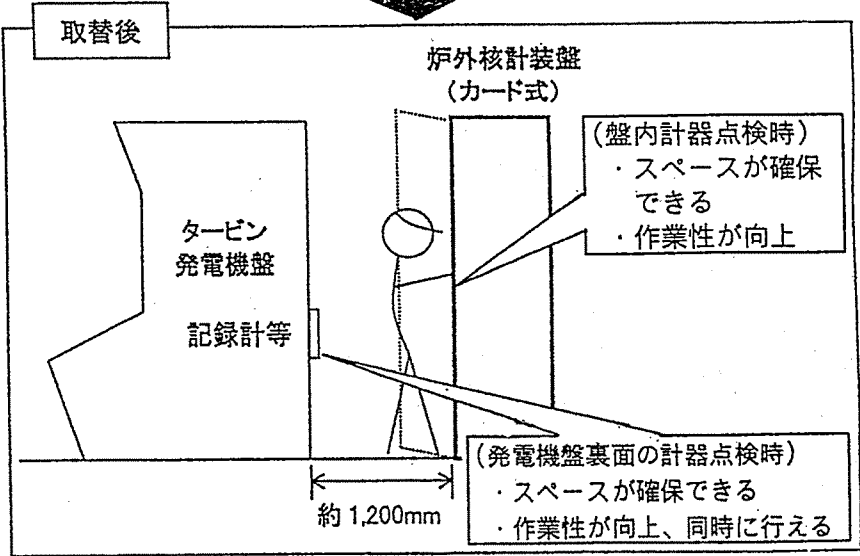 取替後
炉外核計装盤
(カード式)
(盤内計器点検時)
・スペースが確保
できる
・作業性が向上
タービン
発電機盤
記録計等
(発電機盤裏面の計器点検時)
・スペースが確保できる
・作業性が向上、同時に行える
約1,200mm